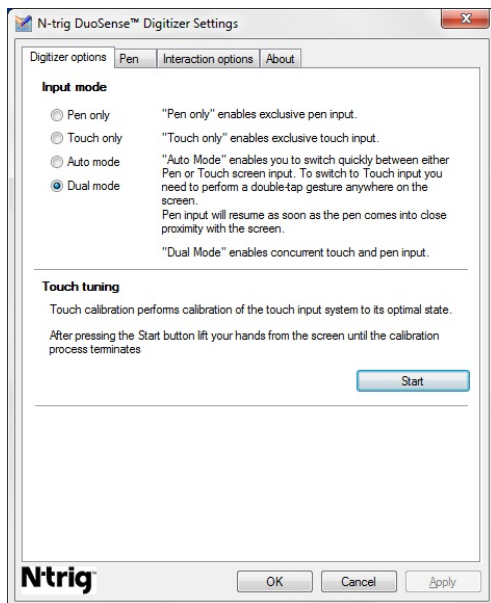 N-trig DuoSense™ Digitizer Settings
Digitizer options Pen Interaction options About
Input mode
Pen only "Pen only" enables exclusive pen input.
Touch only "Touch only" enables exclusive touch input.
Auto mode "Auto Mode" enables you to switch quickly between either
Pen or Touch screen input. To switch to Touch input you
Dual mode need to perform a double-tap gesture anywhere on the
screen.
Pen input will resume as soon as the pen comes into close
proximity with the screen.
"Dual Mode" enables concurrent touch and pen input.
Touch tuning
Touch calibration performs calibration of the touch input system to its optimal state.
After pressing the Start button lift your hands from the screen until the calibration
process terminates
Start
N-trig™
OK Cancel Apply